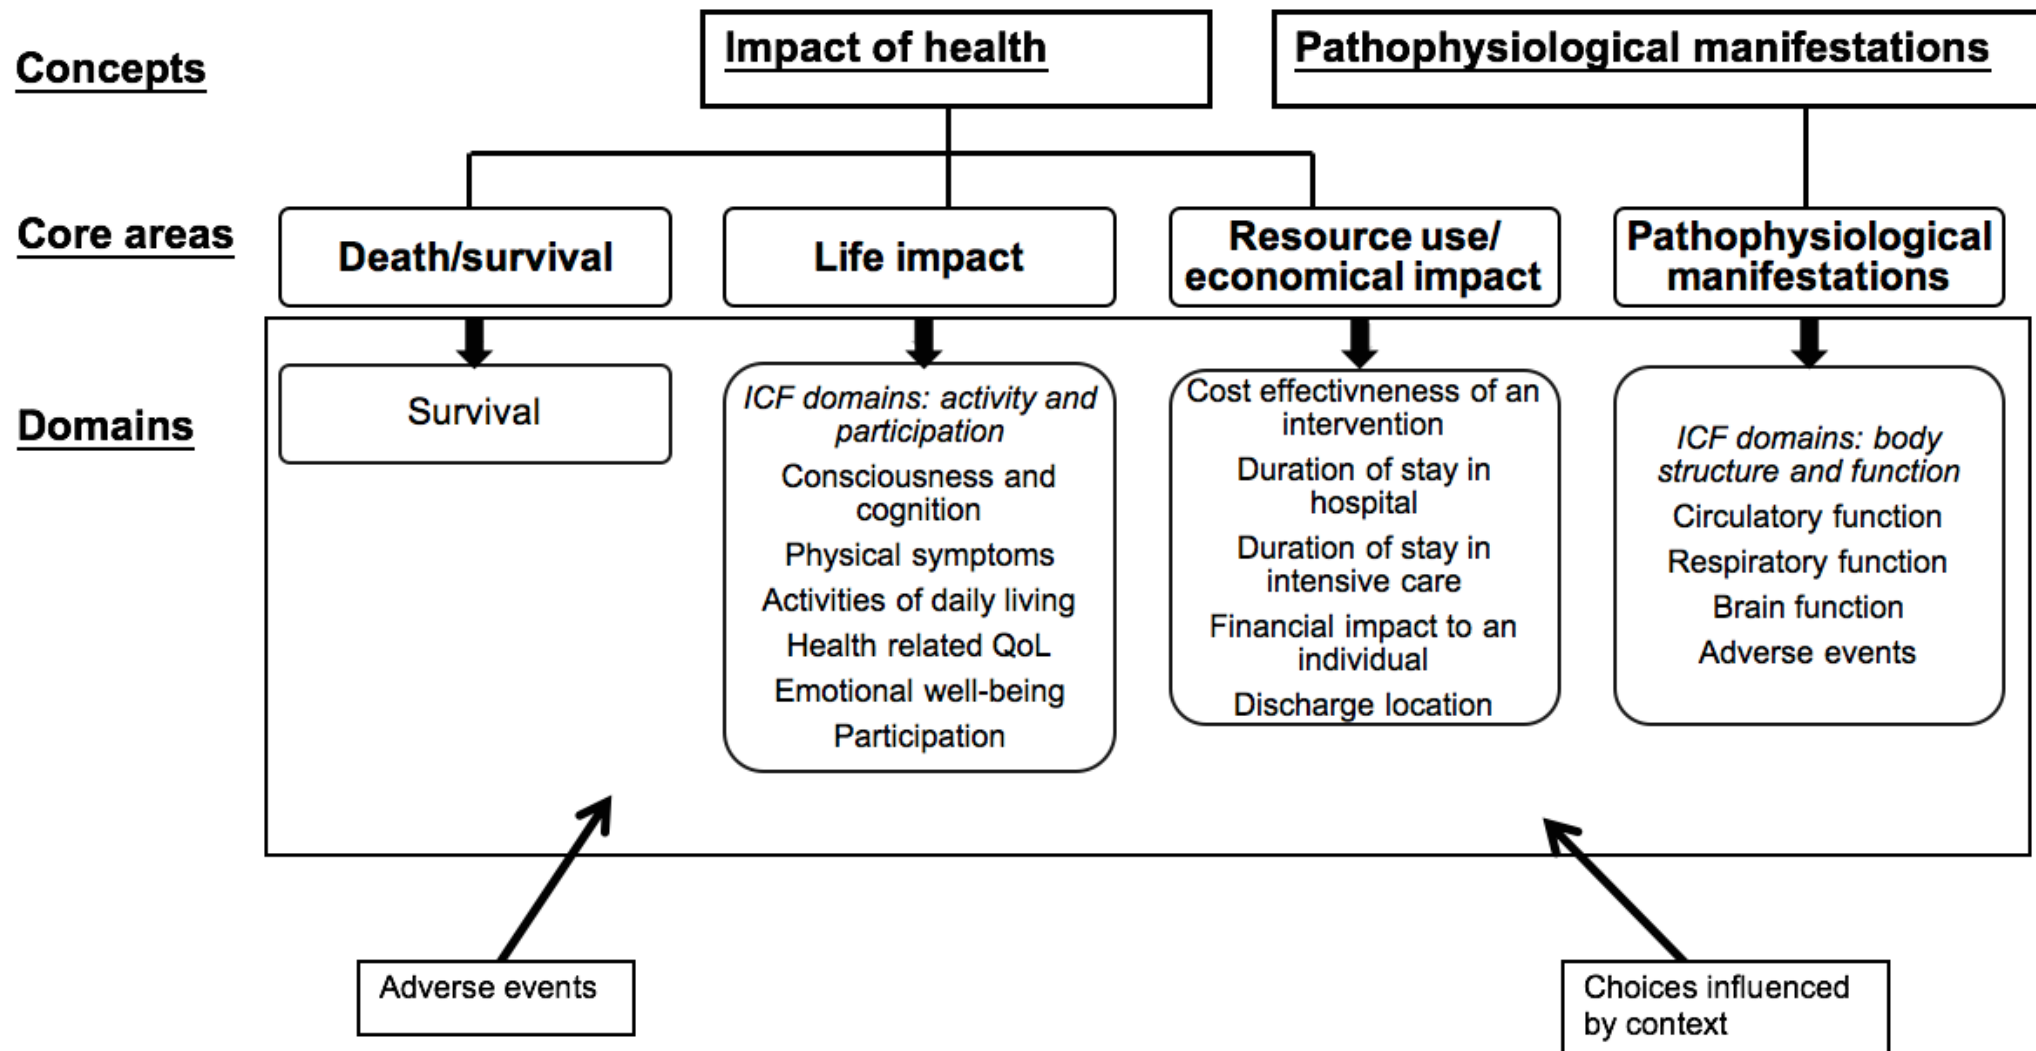 Concepts
Impact of health
Pathophysiological manifestations
Core areas
Death/survival
Life impact
Resource use/
economical impact
Pathophysiological
manifestations
Domains
Survival
ICF domains: activity and
participation
Consciousness and
cognition
Physical symptoms
Activities of daily living
Health related QoL
Emotional well-being
Participation
Cost effectivneness of an
intervention
Duration of stay in
hospital
Duration of stay in
intensive care
Financial impact to an
individual
Discharge location
ICF domains: body
structure and function
Circulatory function
Respiratory function
Brain function
Adverse events
Adverse events
Choices influenced
by context